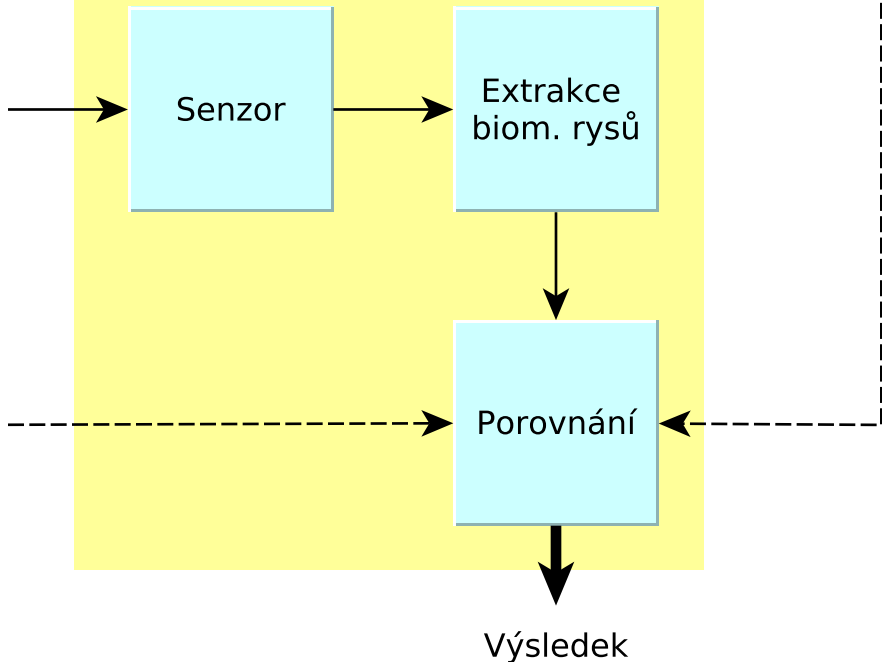 Senzor
Extrakce
biom. rysů
Porovnání
Výsledek